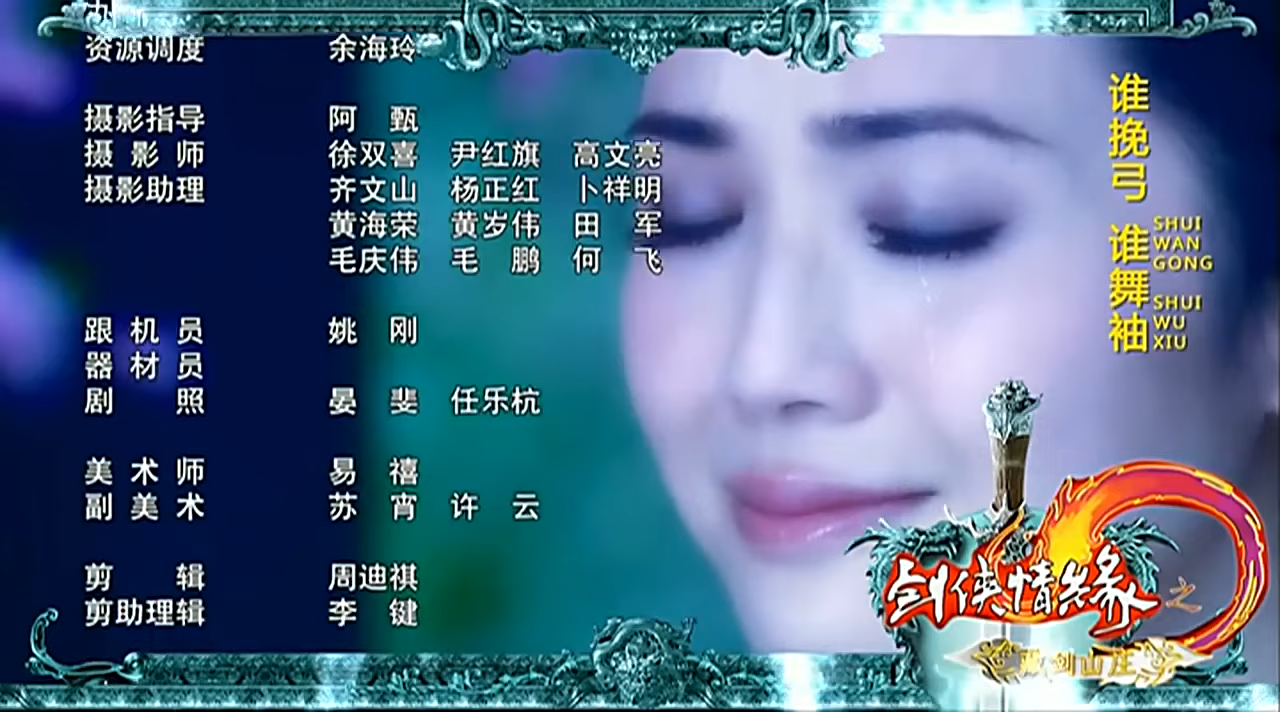 资源调度 余海玲
摄影指导 阿 甄
摄影师 徐双喜 尹红旗 高文亮
摄影助理 齐文山 杨正红 卜祥明
黄海荣 黄岁伟 田 军
毛庆伟 毛 鹏 何 飞
跟机员 姚 刚
器材员
剧照 晏 斐 任乐杭
美术师 易 禧
副美术 苏 宵 许 云
剪辑 周迪祺
剪助理辑 李 键
谁挽弓 谁舞袖
SHUI
WAN
GONG
SHUI
WU
XIU
剑侠情缘之
藏剑山庄